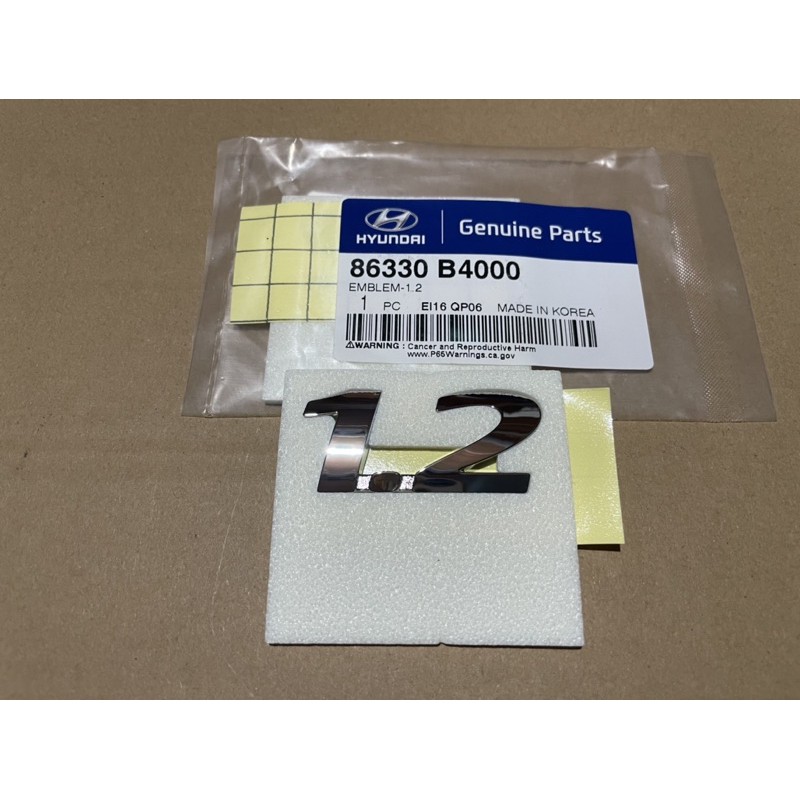 HYUNDAI
Genuine Parts
86330 B4000
EMBLEM-1.2
1 PC EI16 QP06 MADE IN KOREA
⚠WARNING : Cancer and Reproductive Harm
www.P65Warnings.ca.gov
1.2